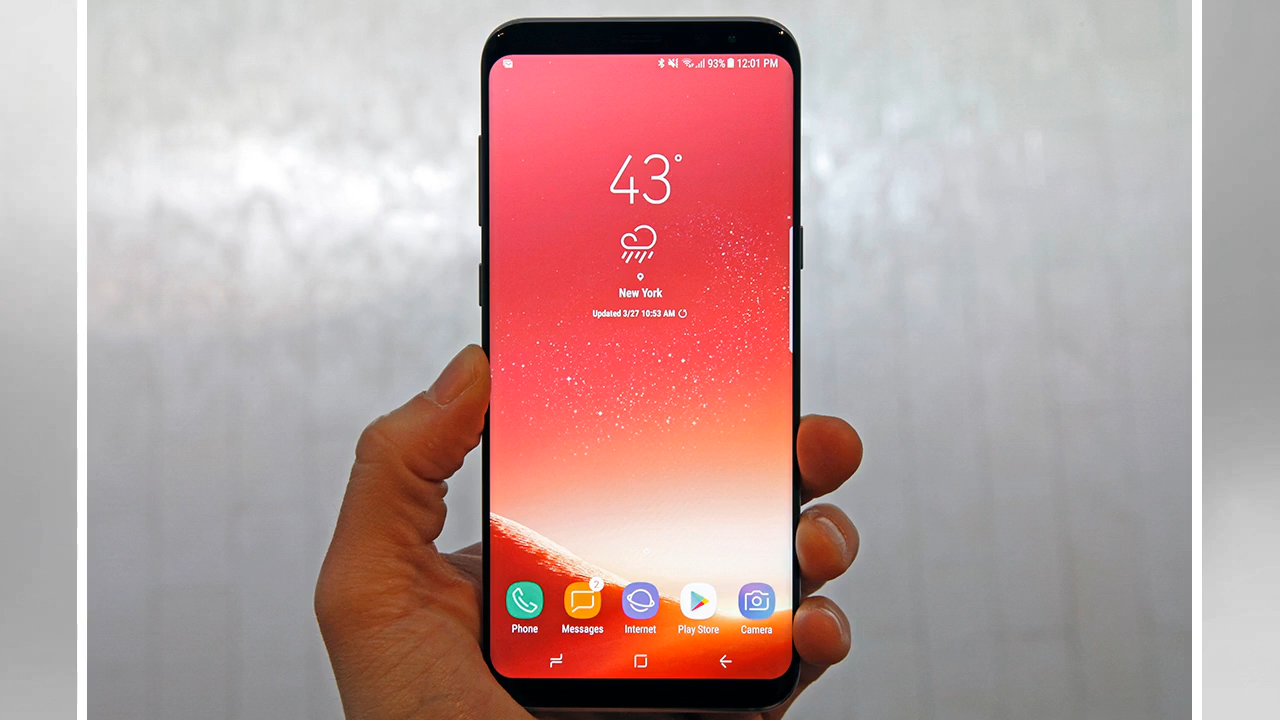 93% 12:01 PM
43°
New York
Updated 3/27 10:53 AM
2
Phone Messages Internet Play Store Camera